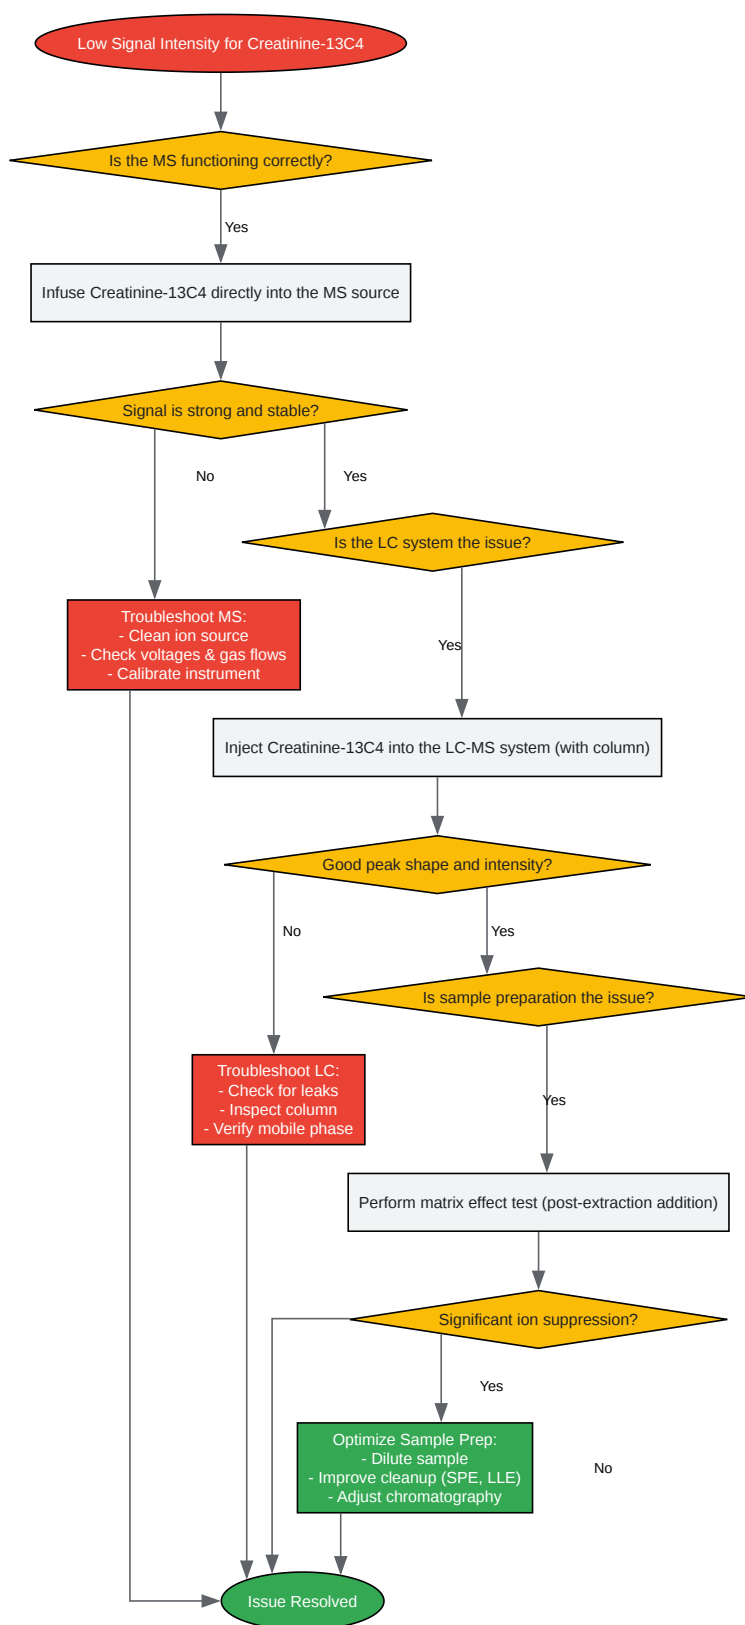 Low Signal Intensity for Creatinine-13C4
Is the MS functioning correctly?
Yes
Infuse Creatinine-13C4 directly into the MS source
Signal is strong and stable?
No
Yes
Is the LC system the issue?
Troubleshoot MS:
- Clean ion source
- Check voltages & gas flows
- Calibrate instrument
Yes
Inject Creatinine-13C4 into the LC-MS system (with column)
Good peak shape and intensity?
No
Yes
Is sample preparation the issue?
Troubleshoot LC:
- Check for leaks
- Inspect column
- Verify mobile phase
Yes
Perform matrix effect test (post-extraction addition)
Significant ion suppression?
Yes
Optimize Sample Prep:
- Dilute sample
- Improve cleanup (SPE, LLE)
- Adjust chromatography
No
Issue Resolved